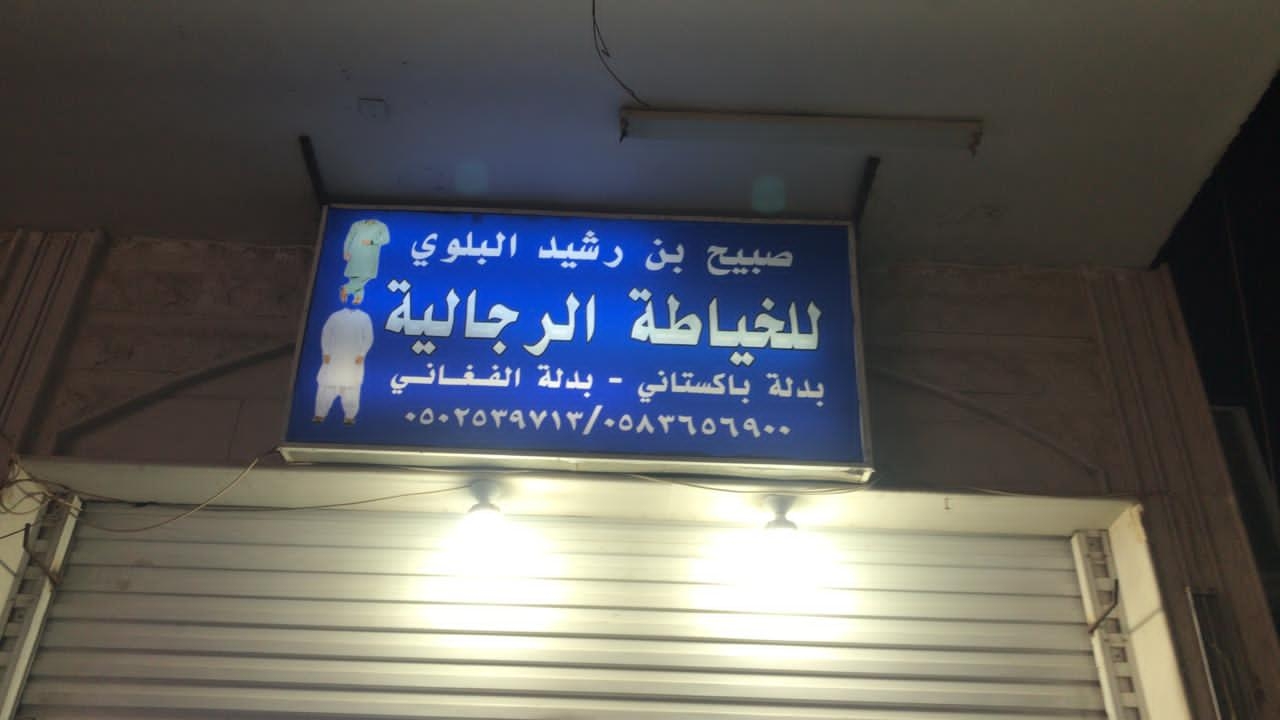 صبيح بن رشيد البلوي
للخياطة الرجالية
بدلة باكستاني - بدلة الفغاني
٠٥٠٢٥٣٩٧١٣/٠٥٨٣٦٥٦٩٠٠